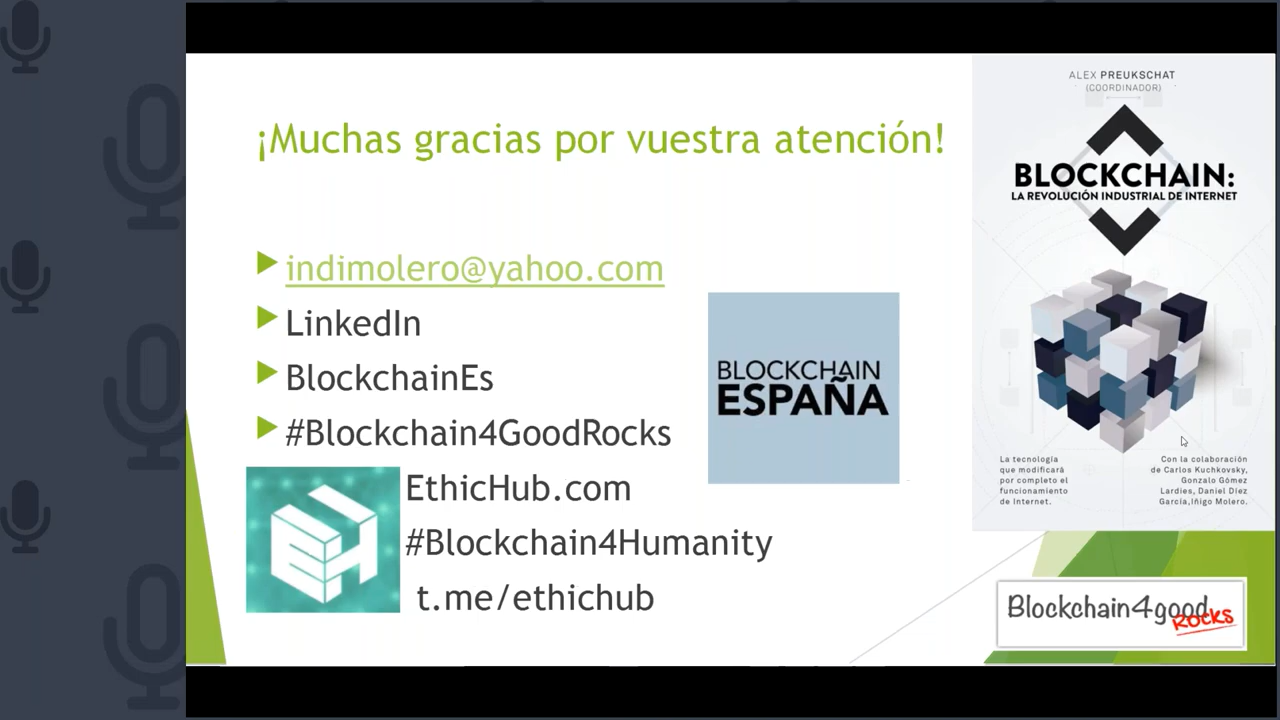 ¡Muchas gracias por vuestra atención!
indimolero@yahoo.com
LinkedIn
BlockchainEs
#Blockchain4GoodRocks
EthicHub.com
#Blockchain4Humanity
t.me/ethichub
BLOCKCHAIN
ESPAÑA
EH
ALEX PREUKSCHAT
(COORDINADOR)
BLOCKCHAIN:
LA REVOLUCIÓN INDUSTRIAL DE INTERNET
La tecnología
que modificará
por completo el
funcionamiento
de Internet.
Con la colaboración
de Carlos Kuchkovsky,
Gonzalo Gómez
Lardies, Daniel Díez
García,Iñigo Molero.
Blockchain4good
ROCKS